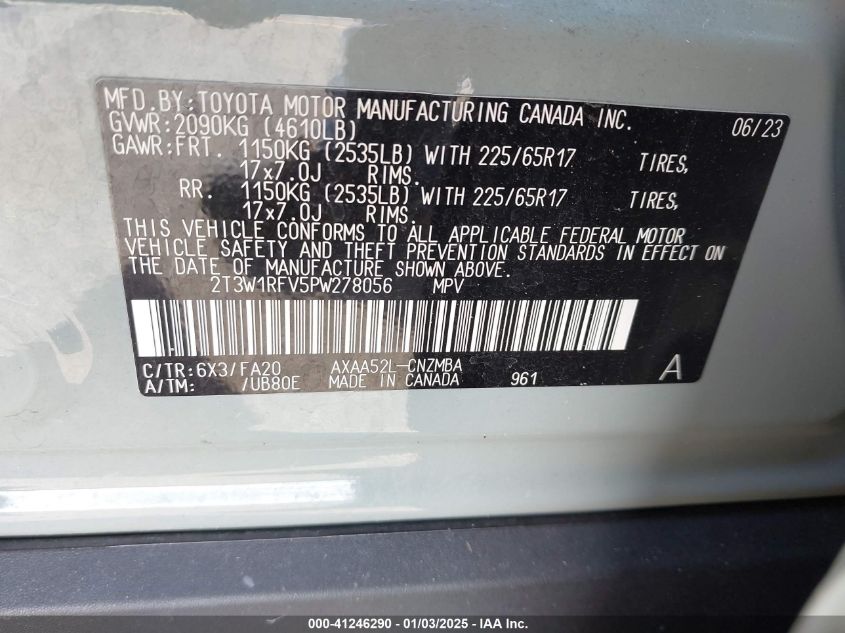 MFD.BY:TOYOTA MOTOR MANUFACTURING CANADA INC. 06/23
GVWR:2090KG (4610LB)
GAWR:FRT. 1150KG (2535LB) WITH 225/65R17 TIRES,
17x7.0J RIMS.
RR. 1150KG (2535LB) WITH 225/65R17 TIRES,
17x7.0J RIMS.
THIS VEHICLE CONFORMS TO ALL APPLICABLE FEDERAL MOTOR
VEHICLE SAFETY AND THEFT PREVENTION STANDARDS IN EFFECT ON
THE DATE OF MANUFACTURE SHOWN ABOVE.
2T3W1RFV5PW278056 MPV
C/TR:6X3/FA20 AXAA52L-CNZMBA
A/TM: /UB80E MADE IN CANADA 961 A
000-41246290 - 01/03/2025 - IAA Inc.